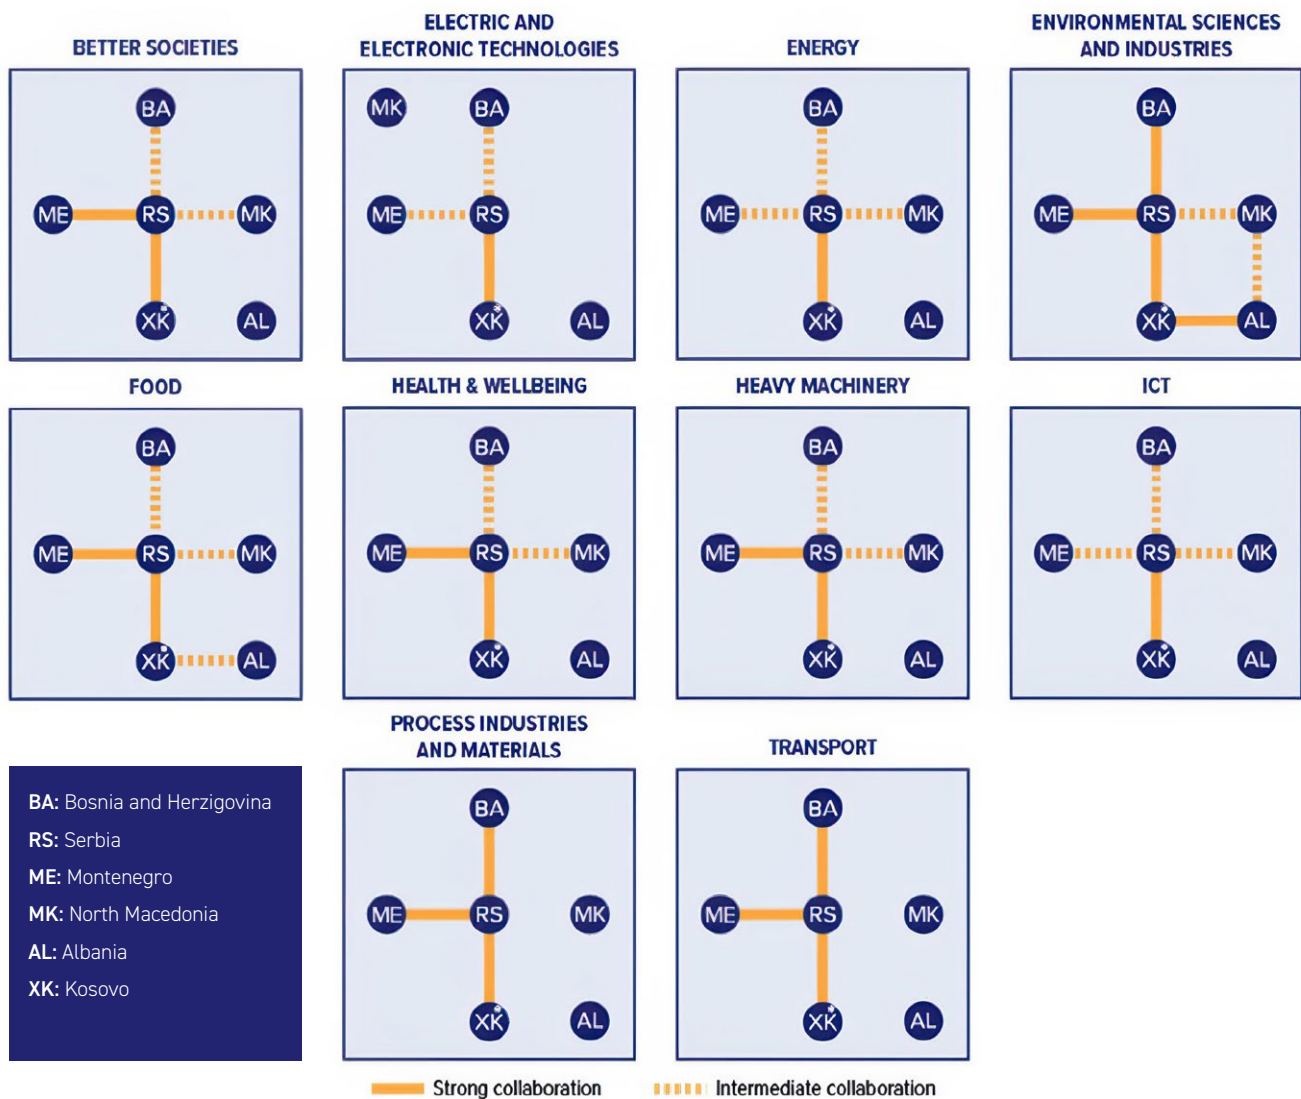 BETTER SOCIETIES
ELECTRIC AND
ELECTRONIC TECHNOLOGIES
ENERGY
ENVIRONMENTAL SCIENCES
AND INDUSTRIES
BA
ME RS MK
XK* AL
MK BA
ME RS
XK* AL
BA
ME RS MK
XK* AL
BA
ME RS MK
XK* AL
FOOD
HEALTH & WELLBEING
HEAVY MACHINERY
ICT
BA
ME RS MK
XK* AL
BA
ME RS MK
XK* AL
BA
ME RS MK
XK* AL
BA
ME RS MK
XK* AL
PROCESS INDUSTRIES
AND MATERIALS
TRANSPORT
BA
ME RS MK
XK* AL
BA
ME RS MK
XK* AL
BA: Bosnia and Herzigovina
RS: Serbia
ME: Montenegro
MK: North Macedonia
AL: Albania
XK: Kosovo
Strong collaboration
Intermediate collaboration